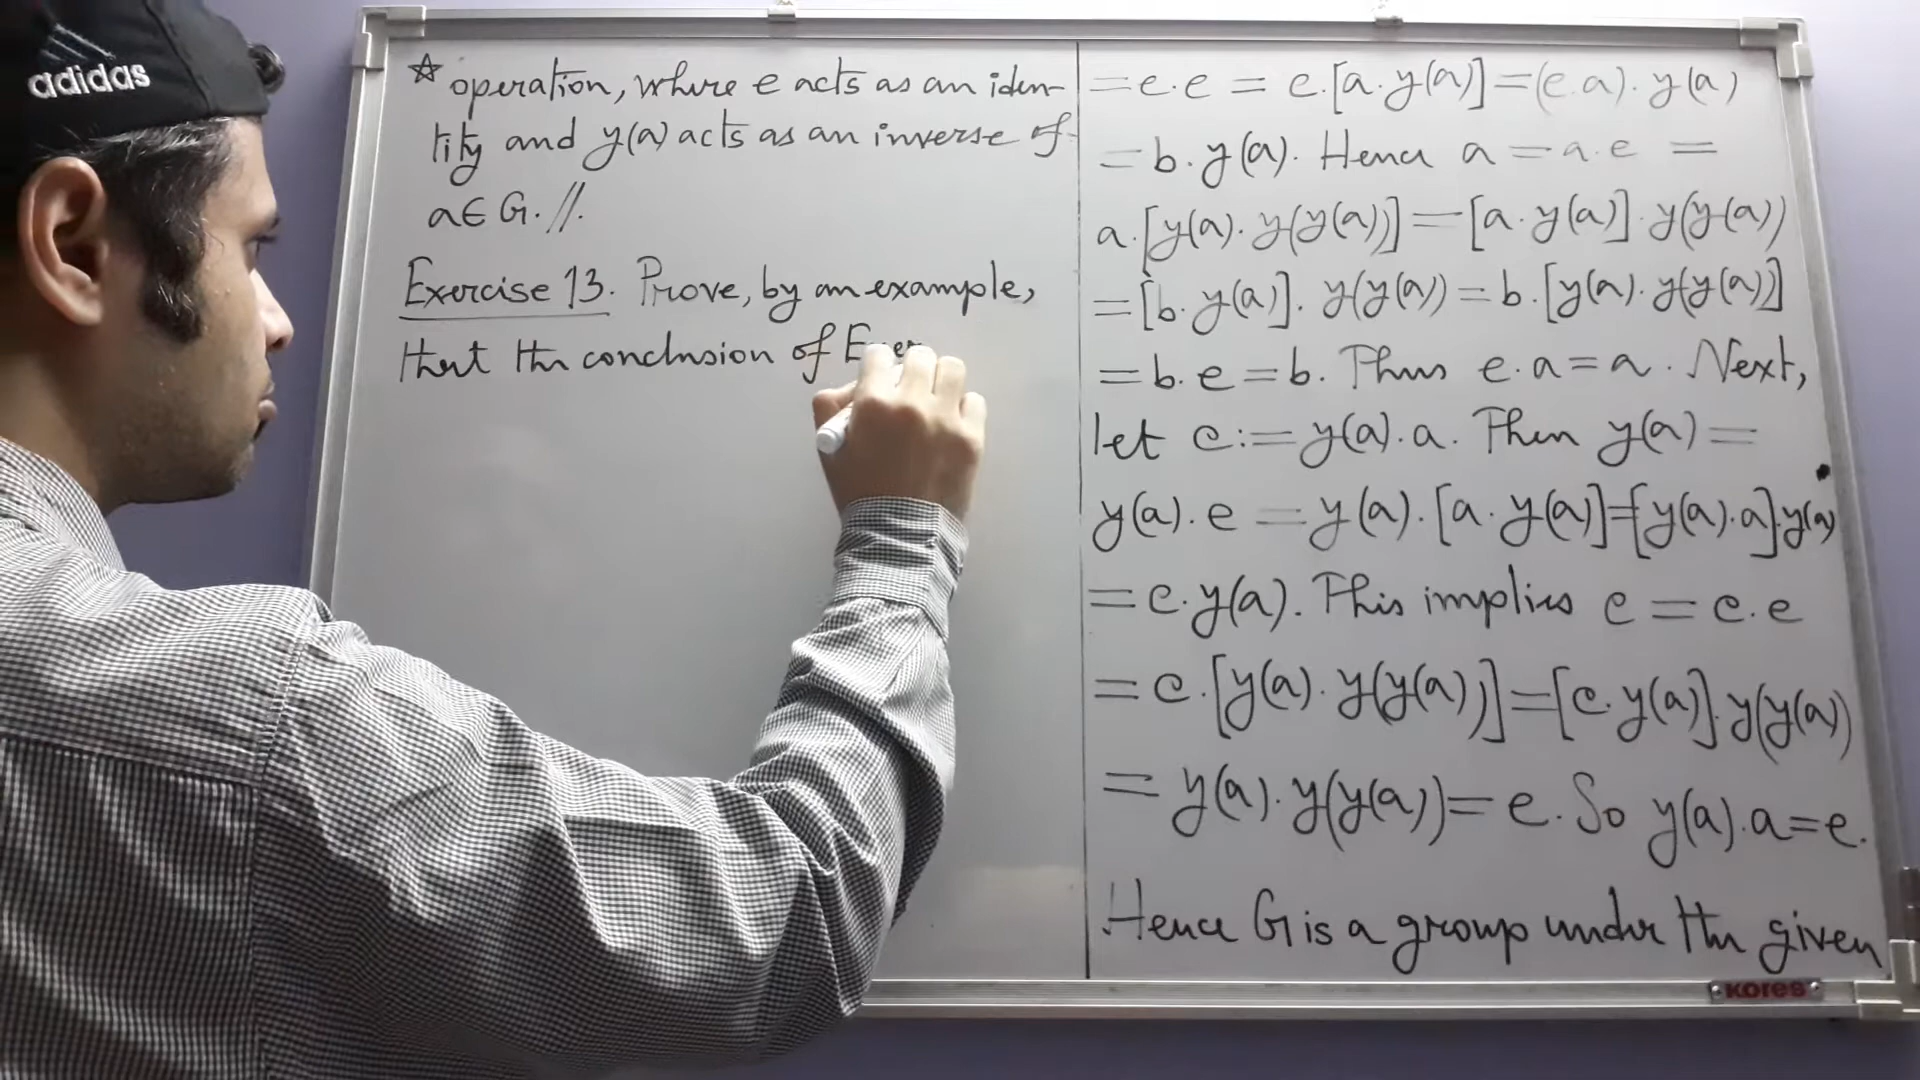 adidas
☆ operation, where e acts as an iden-
tity and y(a) acts as an inverse of
a∈G.//.
Exercise 13. Prove, by an example,
that the conclusion of Exer
=e.e = e.[a.y(a)]=(e.a).y(a)
=b.y(a). Hence a=a.e =
a.[y(a).y(y(a))]=[a.y(a)].y(y(a))
=[b.y(a)].y(y(a))=b.[y(a).y(y(a))]
=b.e=b. Thus e.a=a. Next,
let c:=y(a).a. Then y(a)=
y(a).e=y(a).[a.y(a)]=[y(a).a].y(a)
=c.y(a). This implies c=c.e
=c.[y(a).y(y(a))]=[c.y(a)].y(y(a))
=y(a).y(y(a))=e. So y(a).a=e.
Hence G is a group under the given
KORES